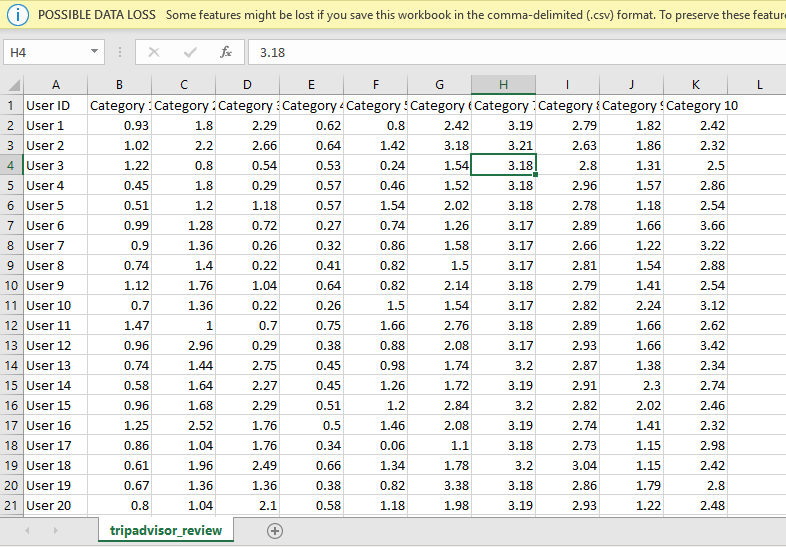 POSSIBLE DATA LOSS Some features might be lost if you save this workbook in the comma-delimited (.csv) format. To preserve these feature
H4 fx 3.18
A B C D E F G H I J K L
1 User ID Category Category Category Category Category Category Category Category Category Category 10
2 User 1 0.93 1.8 2.29 0.62 0.8 2.42 3.19 2.79 1.82 2.42
3 User 2 1.02 2.2 2.66 0.64 1.42 3.18 3.21 2.63 1.86 2.32
4 User 3 1.22 0.8 0.54 0.53 0.24 1.54 3.18 2.8 1.31 2.5
5 User 4 0.45 1.8 0.29 0.57 0.46 1.52 3.18 2.96 1.57 2.86
6 User 5 0.51 1.2 1.18 0.57 1.54 2.02 3.18 2.78 1.18 2.54
7 User 6 0.99 1.28 0.72 0.27 0.74 1.26 3.17 2.89 1.66 3.66
8 User 7 0.9 1.36 0.26 0.32 0.86 1.58 3.17 2.66 1.22 3.22
9 User 8 0.74 1.4 0.22 0.41 0.82 1.5 3.17 2.81 1.54 2.88
10 User 9 1.12 1.76 1.04 0.64 0.82 2.14 3.18 2.79 1.41 2.54
11 User 10 0.7 1.36 0.22 0.26 1.5 1.54 3.17 2.82 2.24 3.12
12 User 11 1.47 1 0.7 0.75 1.66 2.76 3.18 2.89 1.66 2.62
13 User 12 0.96 2.96 0.29 0.38 0.88 2.08 3.17 2.93 1.66 3.42
14 User 13 0.74 1.44 2.75 0.45 0.98 1.74 3.2 2.87 1.38 2.34
15 User 14 0.58 1.64 2.27 0.45 1.26 1.72 3.19 2.91 2.3 2.74
16 User 15 0.96 1.68 2.29 0.51 1.2 2.84 3.2 2.82 2.02 2.46
17 User 16 1.25 2.52 1.76 0.5 1.46 2.08 3.19 2.74 1.41 2.32
18 User 17 0.86 1.04 1.76 0.34 0.06 1.1 3.18 2.73 1.15 2.98
19 User 18 0.61 1.96 2.49 0.66 1.34 1.78 3.2 3.04 1.15 2.42
20 User 19 0.67 1.36 1.36 0.38 0.82 3.38 3.18 2.86 1.79 2.8
21 User 20 0.8 1.04 2.1 0.58 1.18 1.98 3.19 2.93 1.22 2.48
tripadvisor_review